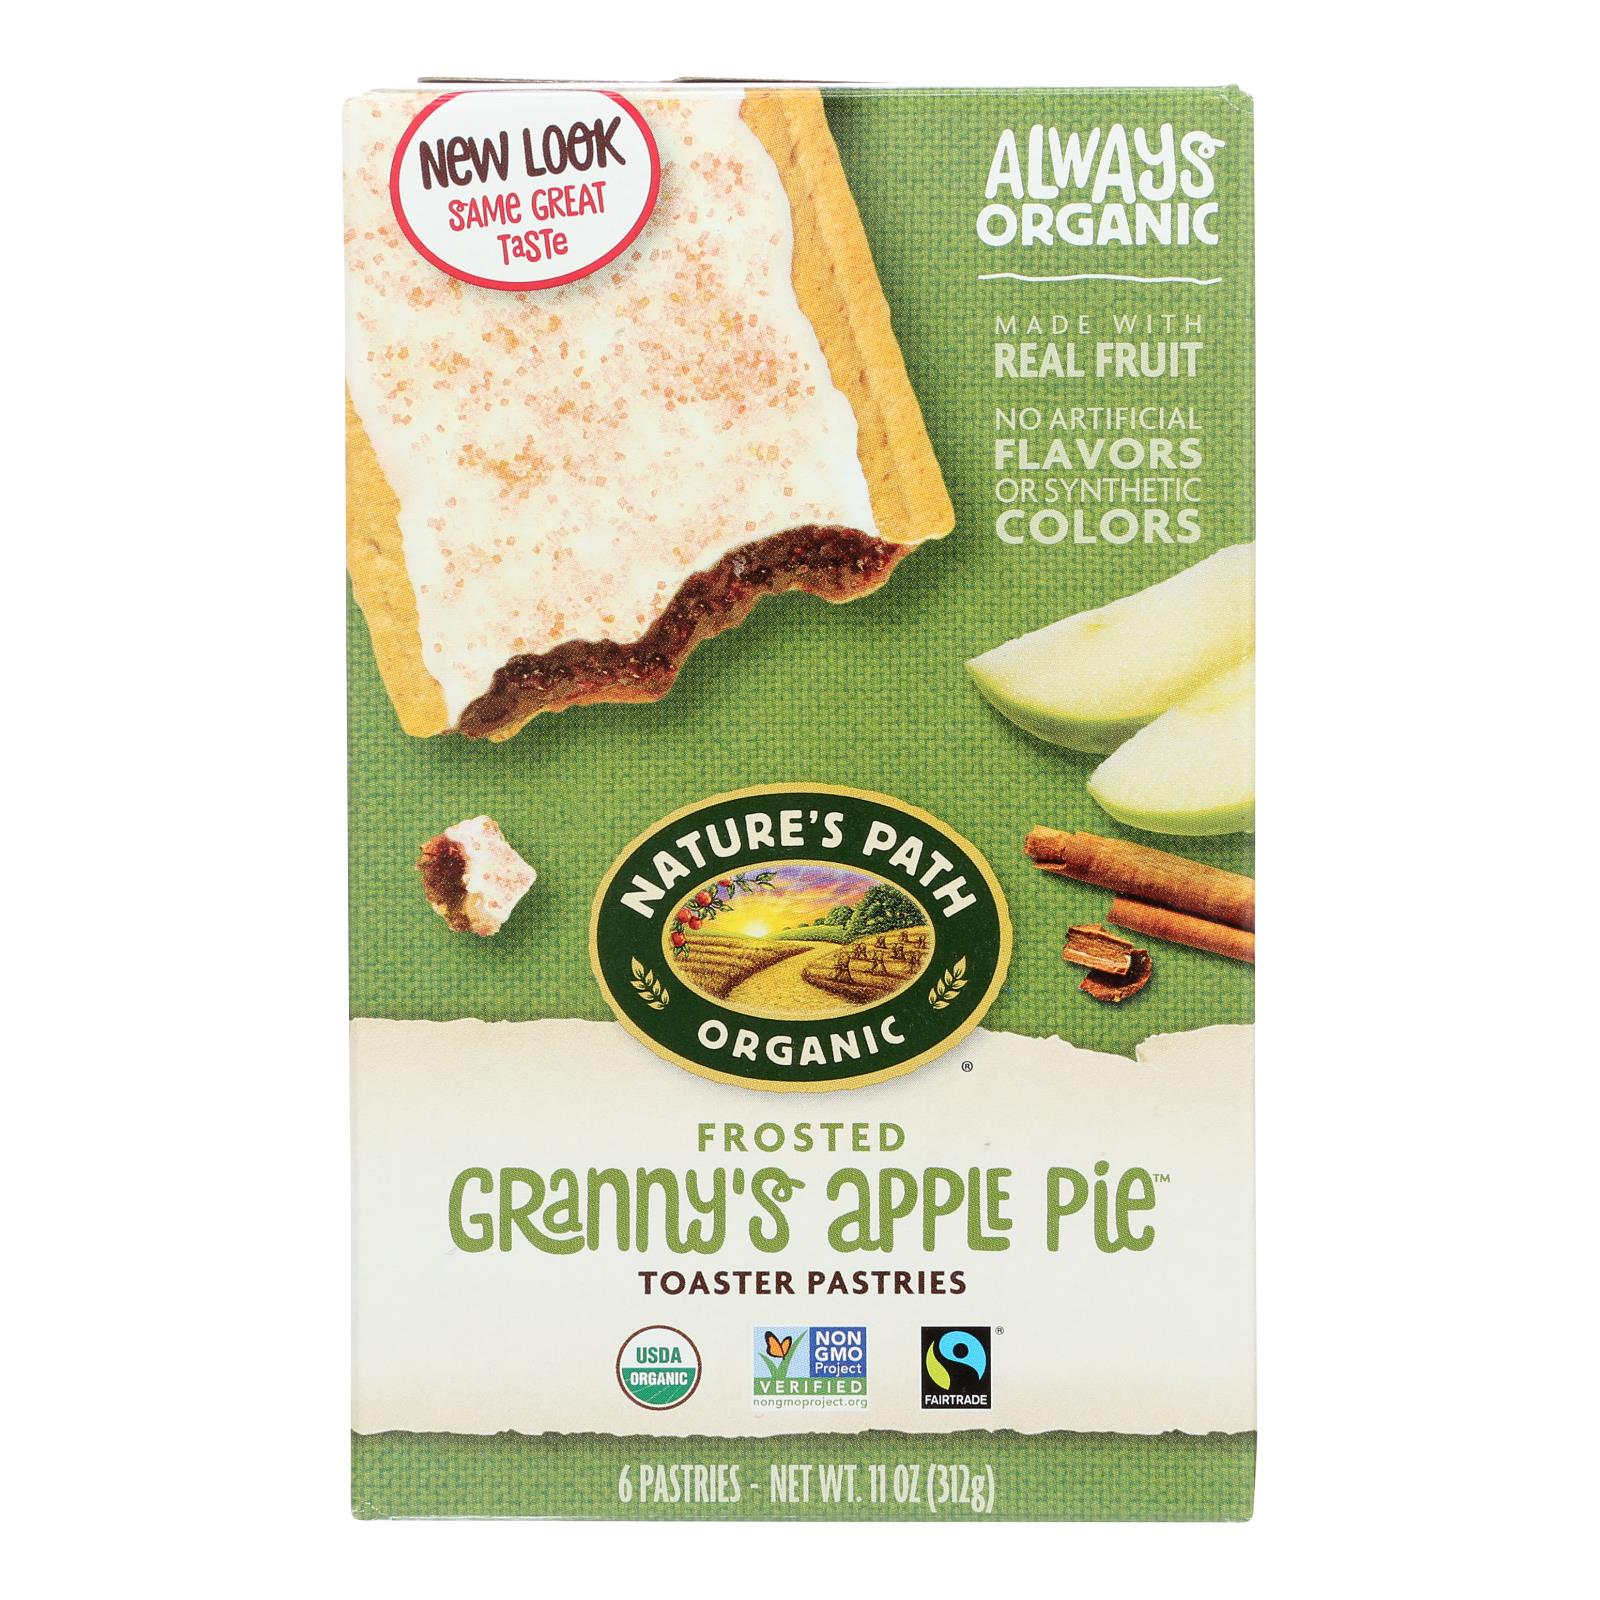 NEW LOOK
SAME GREAT
TASTE
ALWAYS
ORGANIC
MADE WITH
REAL FRUIT
NO ARTIFICIAL
FLAVORS
OR SYNTHETIC
COLORS
NATURE'S PATH
ORGANIC
®
FROSTED
GRANNY'S APPLE PIE™
TOASTER PASTRIES
USDA
ORGANIC
NON
GMO
Project
VERIFIED
nongmoproject.org
®
FAIRTRADE
6 PASTRIES - NET WT. 11 OZ (312g)